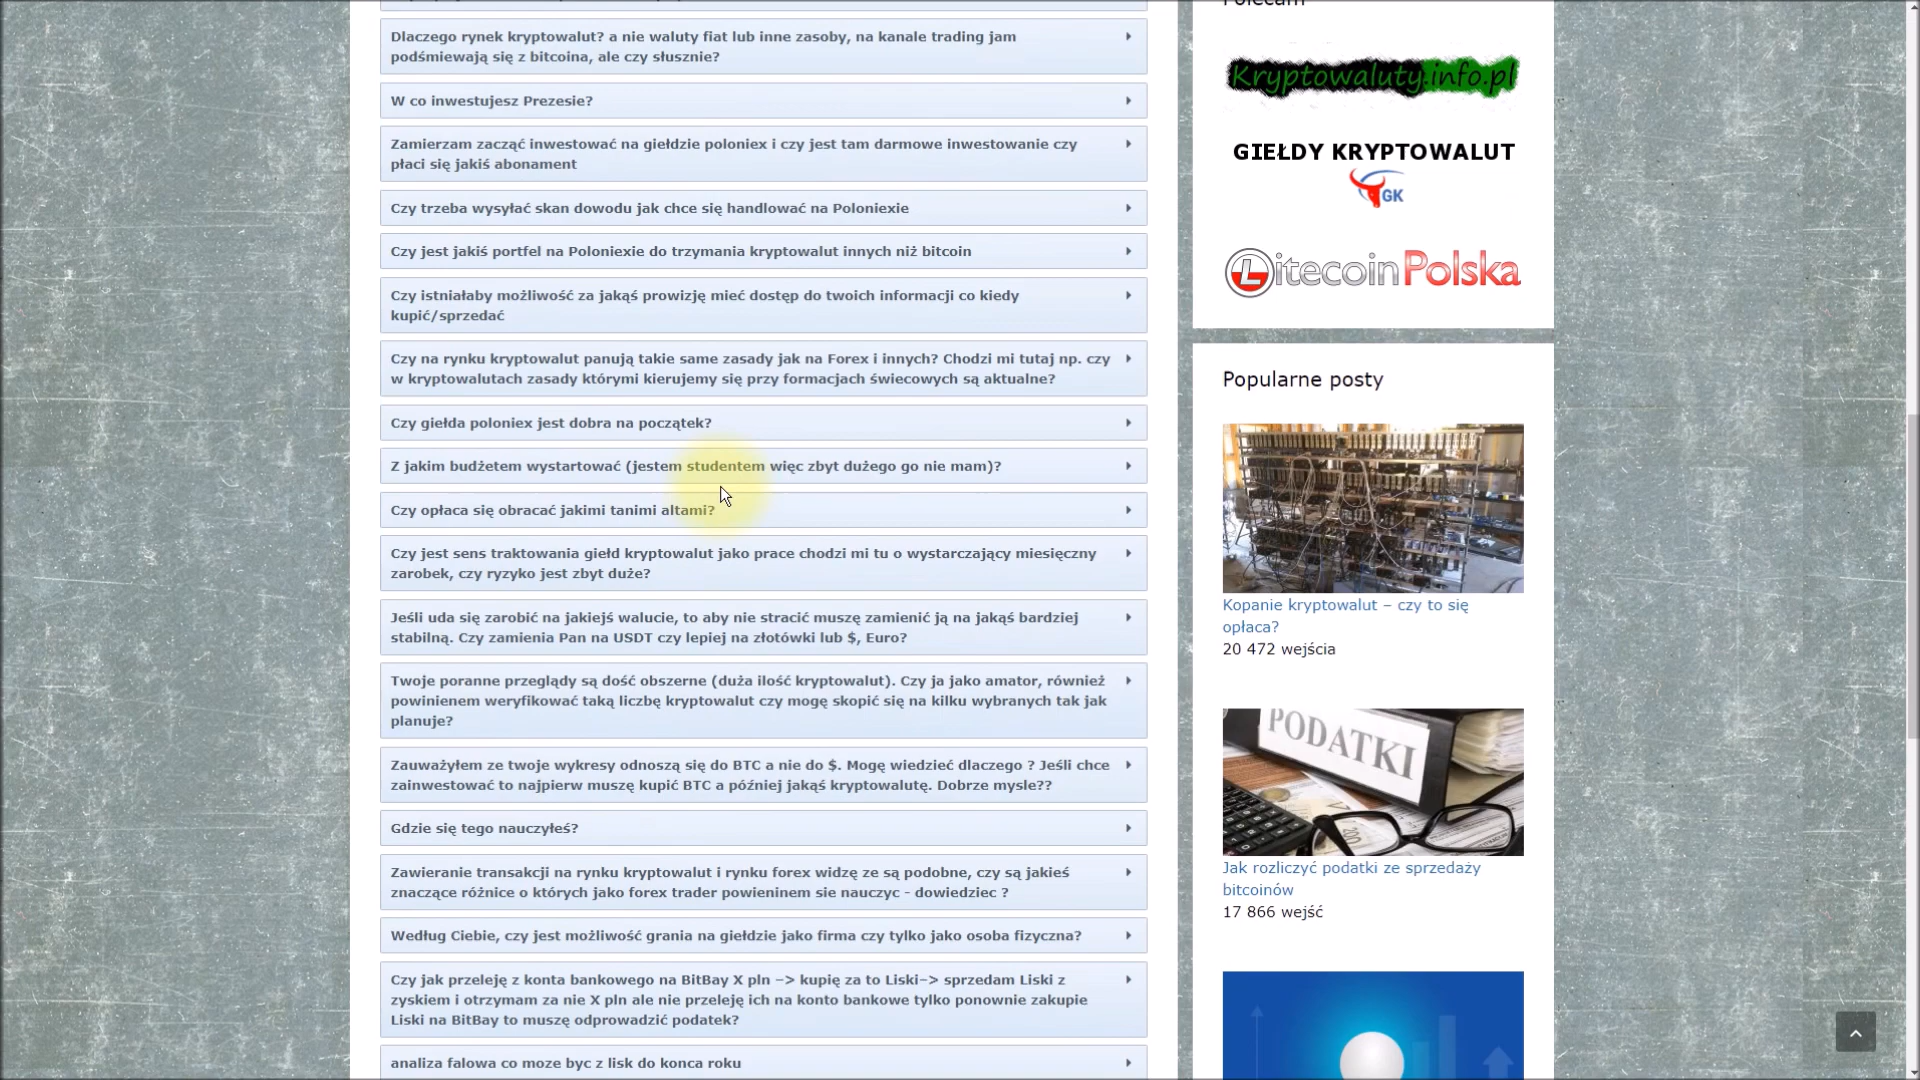 Polecam
Dlaczego rynek kryptowalut? a nie waluty fiat lub inne zasoby, na kanale trading jam
podśmiewają się z bitcoina, ale czy słusznie?
W co inwestujesz Prezesie?
Zamierzam zacząć inwestować na giełdzie poloniex i czy jest tam darmowe inwestowanie czy
płaci się jakiś abonament
Czy trzeba wysyłać skan dowodu jak chce się handlować na Poloniexie
Czy jest jakiś portfel na Poloniexie do trzymania kryptowalut innych niż bitcoin
Czy istniałaby możliwość za jakąś prowizję mieć dostęp do twoich informacji co kiedy
kupić/sprzedać
Czy na rynku kryptowalut panują takie same zasady jak na Forex i innych? Chodzi mi tutaj np. czy
w kryptowalutach zasady którymi kierujemy się przy formacjach świecowych są aktualne?
Czy giełda poloniex jest dobra na początek?
Z jakim budżetem wystartować (jestem studentem więc zbyt dużego go nie mam)?
Czy opłaca się obracać jakimi tanimi altami?
Czy jest sens traktowania giełd kryptowalut jako prace chodzi mi tu o wystarczający miesięczny
zarobek, czy ryzyko jest zbyt duże?
Jeśli uda się zarobić na jakiejś walucie, to aby nie stracić muszę zamienić ją na jakąś bardziej
stabilną. Czy zamienia Pan na USDT czy lepiej na złotówki lub $, Euro?
Twoje poranne przeglądy są dość obszerne (duża ilość kryptowalut). Czy ja jako amator, również
powinienem weryfikować taką liczbę kryptowalut czy mogę skopić się na kilku wybranych tak jak
planuje?
Zauważyłem ze twoje wykresy odnoszą się do BTC a nie do $. Mogę wiedzieć dlaczego ? Jeśli chce
zainwestować to najpierw muszę kupić BTC a później jakąś kryptowalutę. Dobrze mysle??
Gdzie się tego nauczyłeś?
Zawieranie transakcji na rynku kryptowalut i rynku forex widzę ze są podobne, czy są jakieś
znaczące różnice o których jako forex trader powieninem sie nauczyc - dowiedziec ?
Według Ciebie, czy jest możliwość grania na giełdzie jako firma czy tylko jako osoba fizyczna?
Czy jak przeleję z konta bankowego na BitBay X pln –> kupię za to Liski–> sprzedam Liski z
zyskiem i otrzymam za nie X pln ale nie przeleję ich na konto bankowe tylko ponownie zakupie
Liski na BitBay to muszę odprowadzić podatek?
analiza falowa co moze byc z lisk do konca roku
Kryptowaluty.info.pl
GIEŁDY KRYPTOWALUT
GK
Litecoin Polska
Popularne posty
Kopanie kryptowalut – czy to się
opłaca?
20 472 wejścia
PODATKI
Jak rozliczyć podatki ze sprzedaży
bitcoinów
17 866 wejść